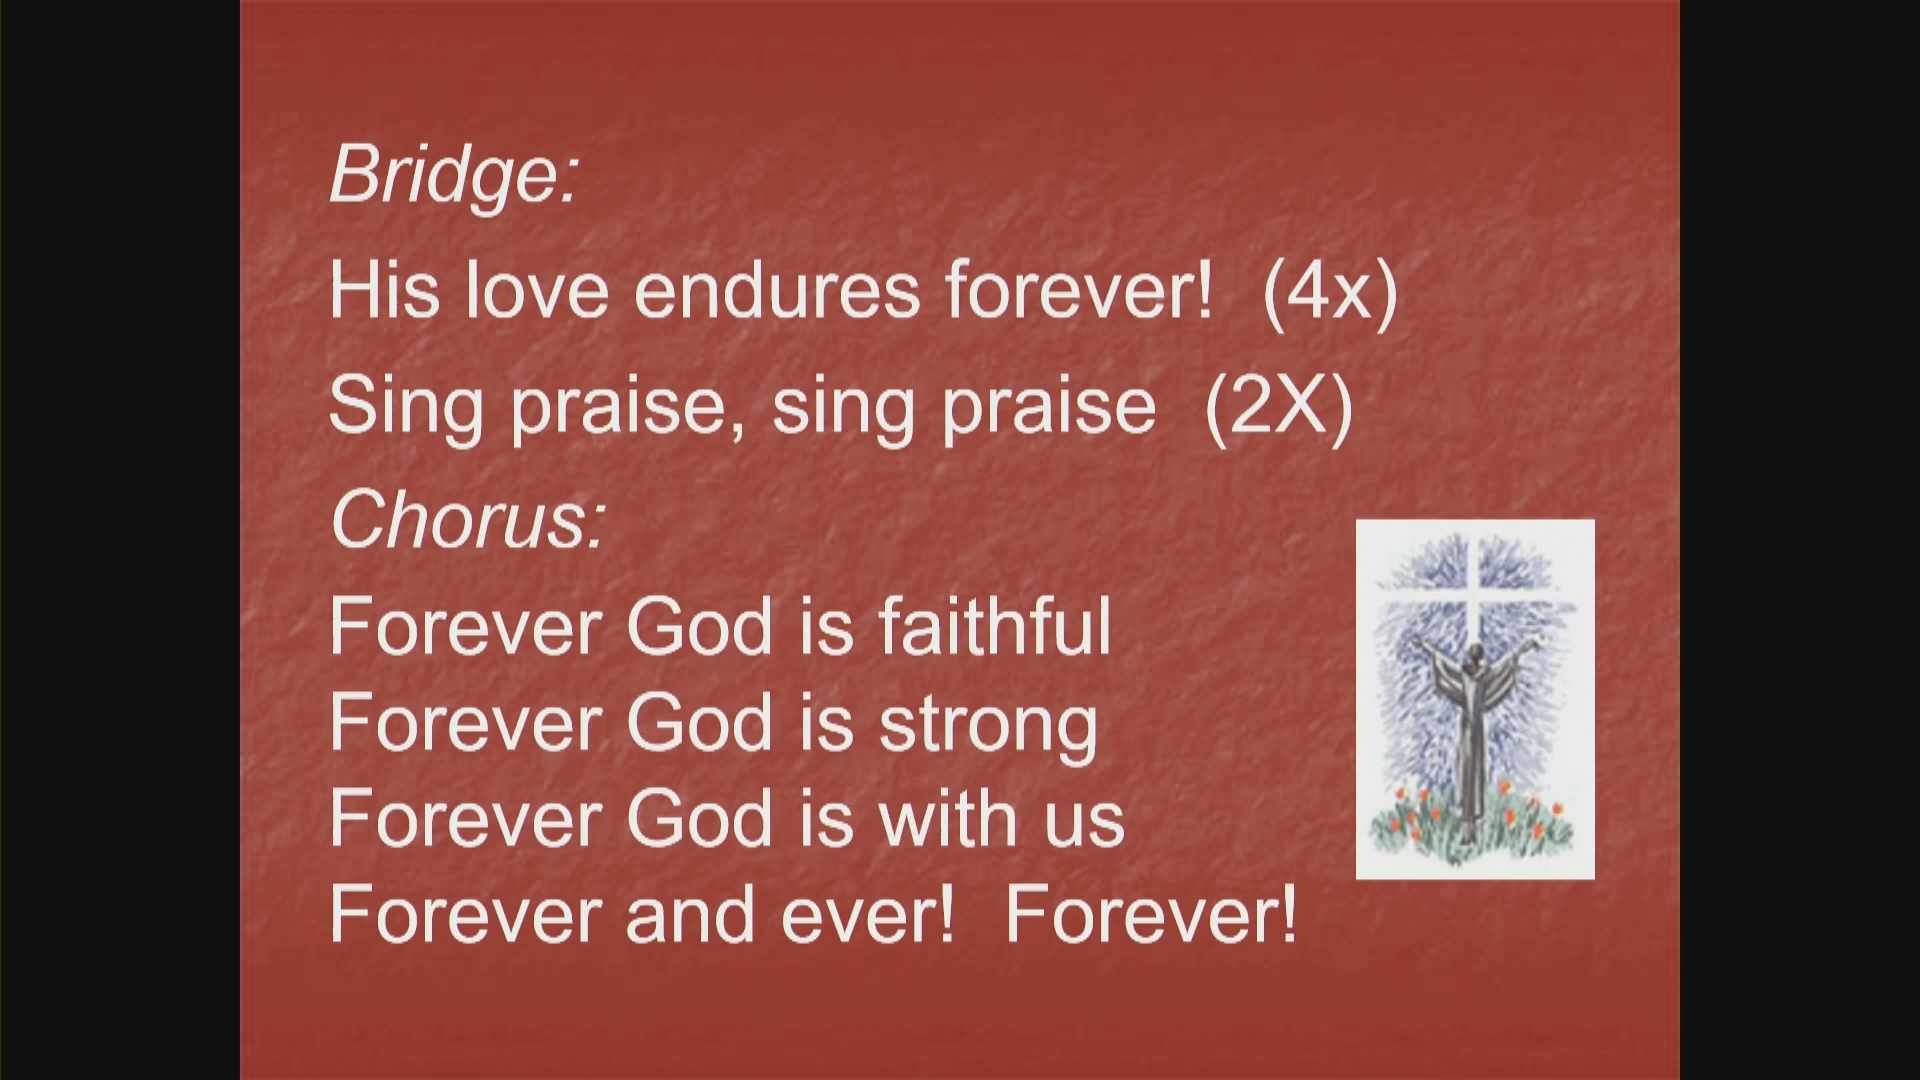 Bridge:
His love endures forever!  (4x)
Sing praise, sing praise  (2X)
Chorus:
Forever God is faithful
Forever God is strong
Forever God is with us
Forever and ever!  Forever!